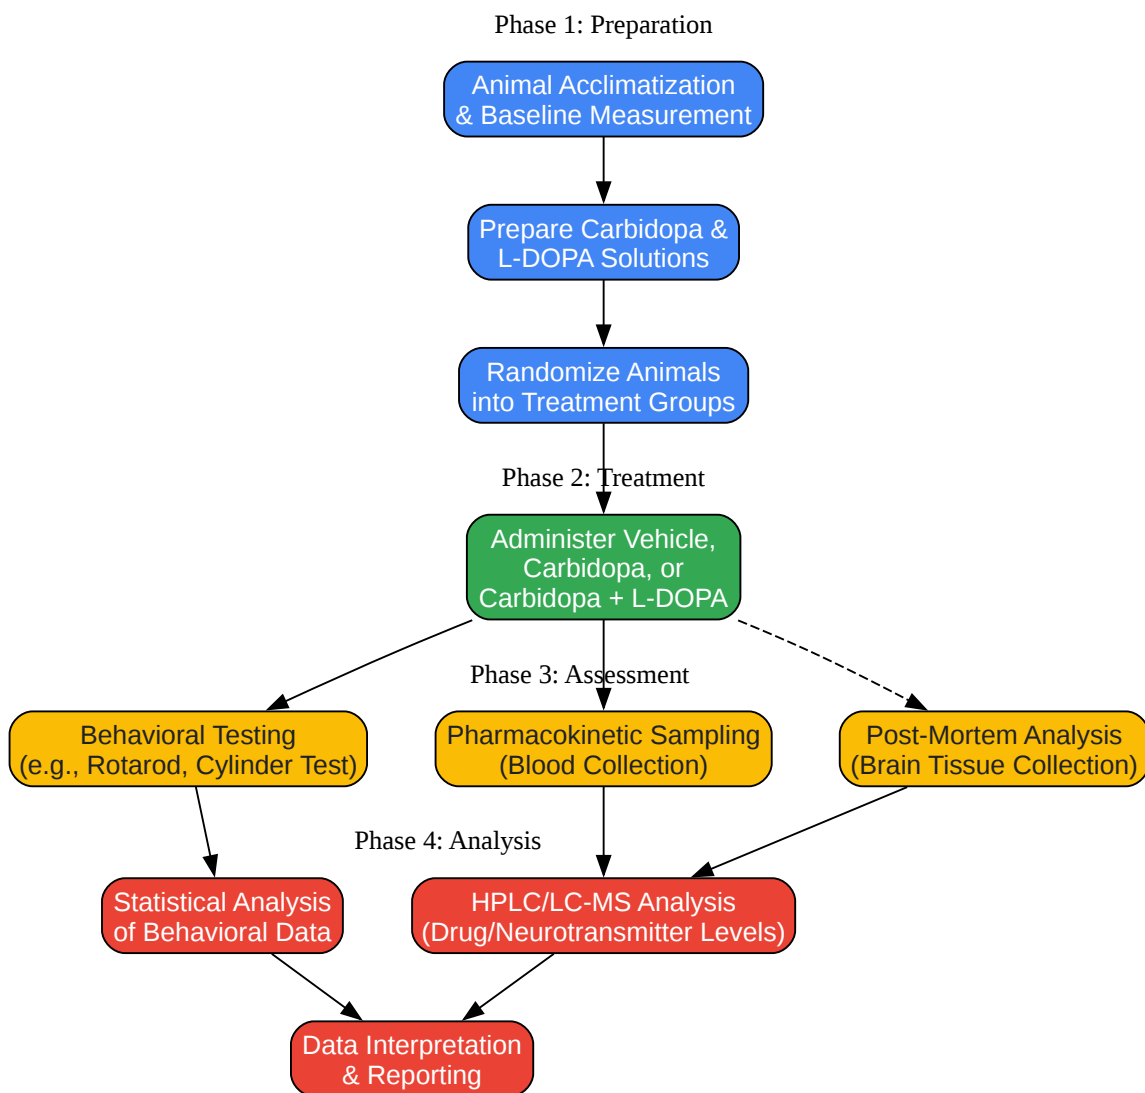 Phase 1: Preparation
Animal Acclimatization
& Baseline Measurement
Prepare Carbidopa &
L-DOPA Solutions
Randomize Animals
into Treatment Groups
Phase 2: Treatment
Administer Vehicle,
Carbidopa, or
Carbidopa + L-DOPA
Phase 3: Assessment
Behavioral Testing
(e.g., Rotarod, Cylinder Test)
Pharmacokinetic Sampling
(Blood Collection)
Post-Mortem Analysis
(Brain Tissue Collection)
Phase 4: Analysis
Statistical Analysis
of Behavioral Data
HPLC/LC-MS Analysis
(Drug/Neurotransmitter Levels)
Data Interpretation
& Reporting